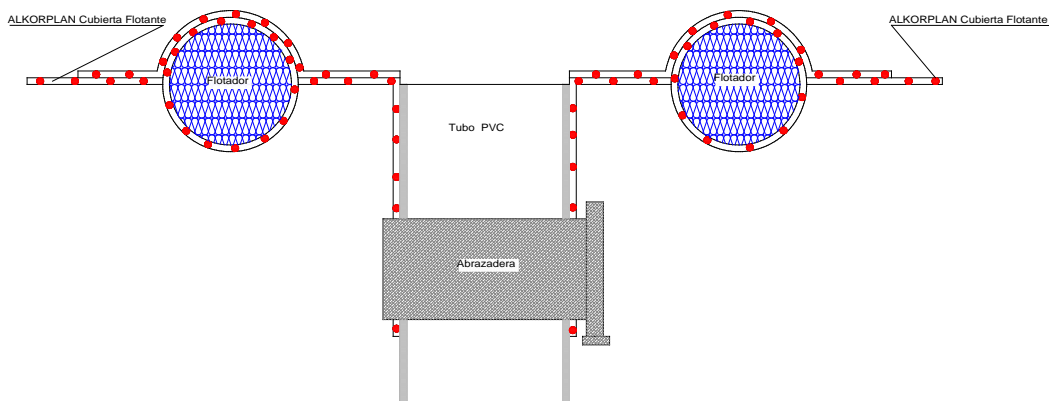 ALKORPLAN Cubierta Flotante
ALKORPLAN Cubierta Flotante
Flotador
Flotador
Tubo PVC
Abrazadera